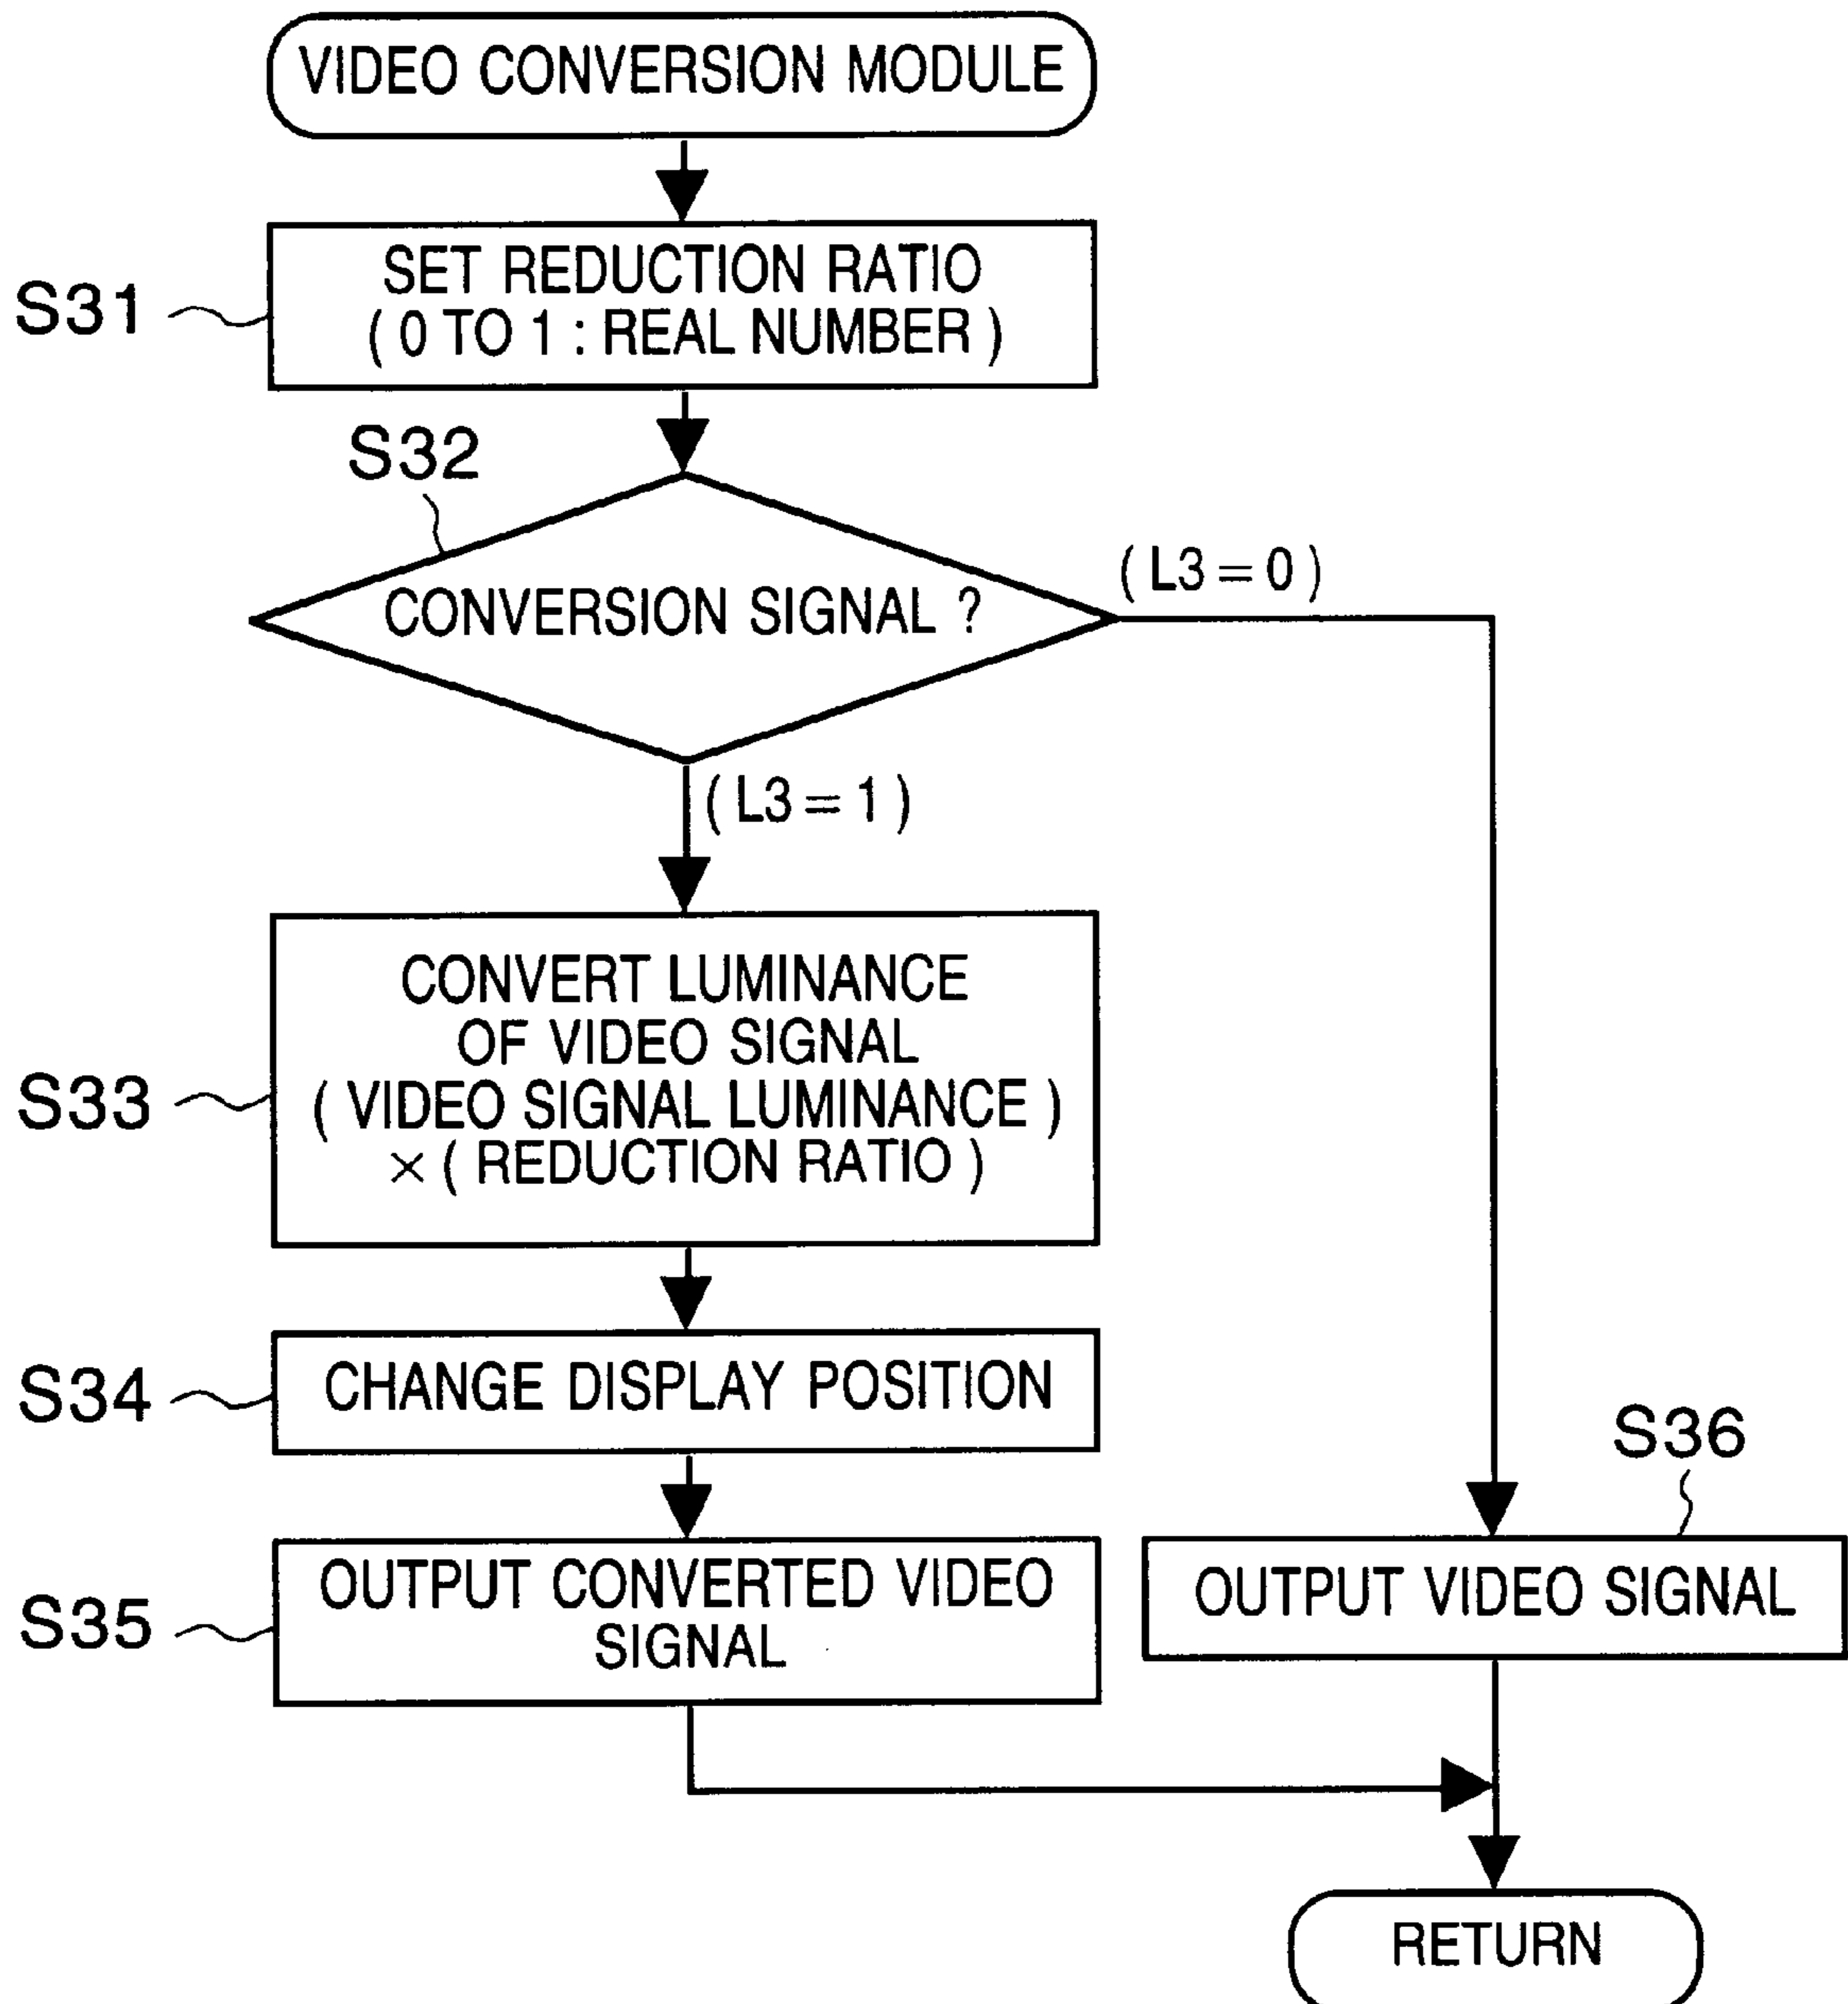 VIDEO CONVERSION MODULE
S31
SET REDUCTION RATIO
( 0 TO 1 : REAL NUMBER )
S32
CONVERSION SIGNAL ?
( L3 = 0 )
( L3 = 1 )
S33
CONVERT LUMINANCE
OF VIDEO SIGNAL
( VIDEO SIGNAL LUMINANCE )
× ( REDUCTION RATIO )
S34
CHANGE DISPLAY POSITION
S35
OUTPUT CONVERTED VIDEO
SIGNAL
S36
OUTPUT VIDEO SIGNAL
RETURN